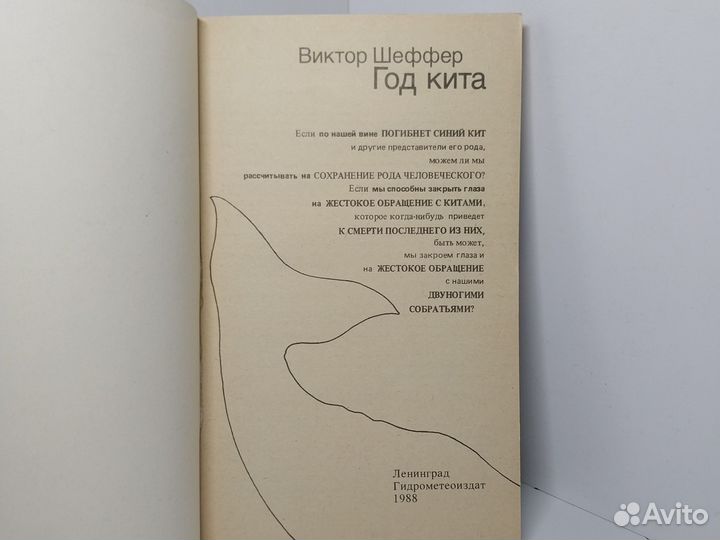 Виктор Шеффер
Год кита
Если по нашей вине ПОГИБНЕТ СИНИЙ КИТ
и другие представители его рода,
можем ли мы
рассчитывать на СОХРАНЕНИЕ РОДА ЧЕЛОВЕЧЕСКОГО?
Если мы способны закрыть глаза
на ЖЕСТОКОЕ ОБРАЩЕНИЕ С КИТАМИ,
которое когда-нибудь приведет
К СМЕРТИ ПОСЛЕДНЕГО ИЗ НИХ,
быть может,
мы закроем глаза и
на ЖЕСТОКОЕ ОБРАЩЕНИЕ
с нашими
ДВУНОГИМИ
СОБРАТЬЯМИ?
Ленинград
Гидрометеоиздат
1988
Avito